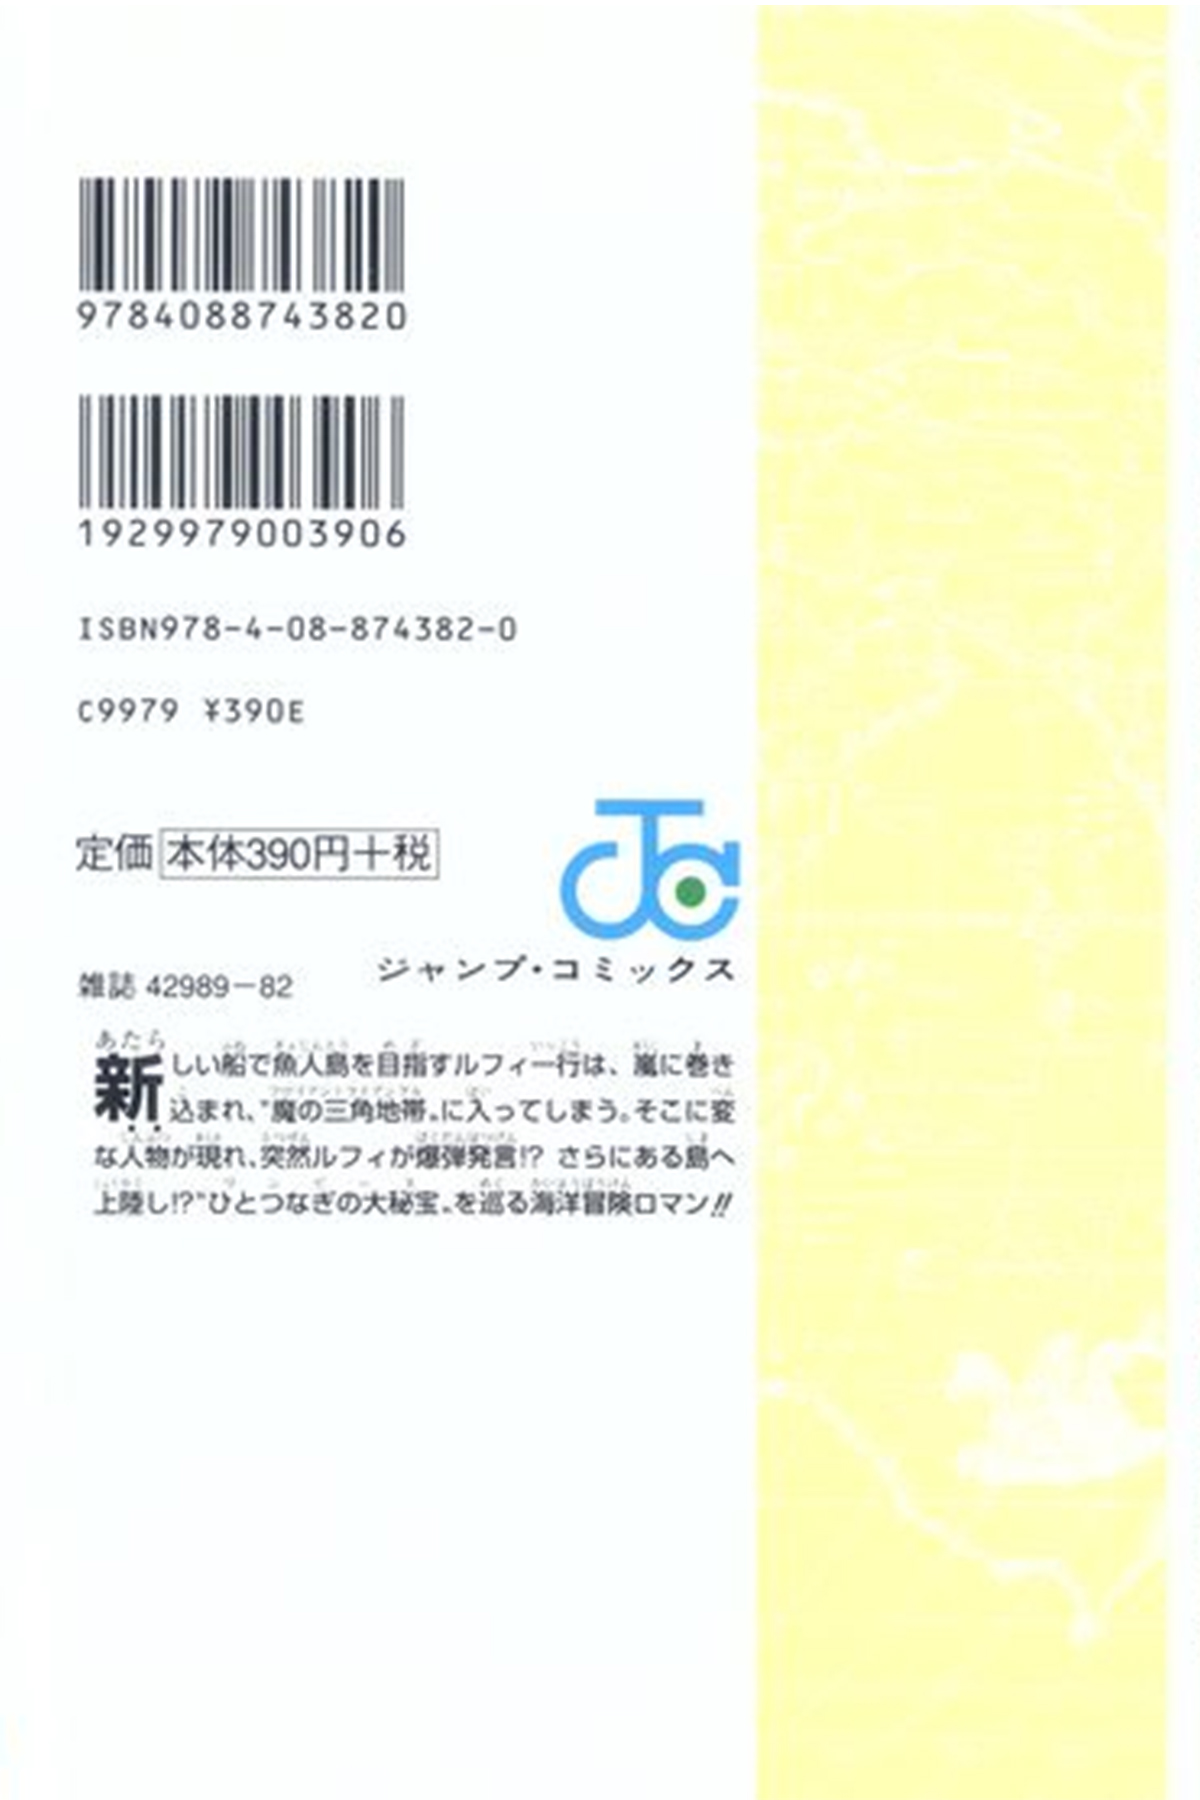 9784088743820
1929979003906
ISBN978-4-08-874382-0
C9979 ¥390E
定価 本体390円+税
JC
ジャンプ・コミックス
雑誌 42989-82
あたら
新しい船で魚人島を目指すルフィ一行は、嵐に巻き
込まれ、“魔の三角地帯„に入ってしまう。そこに変
な人物が現れ、突然ルフィが爆弾発言!? さらにある島へ
上陸し!?“ひとつなぎの大秘宝„を巡る海洋冒険ロマン!!